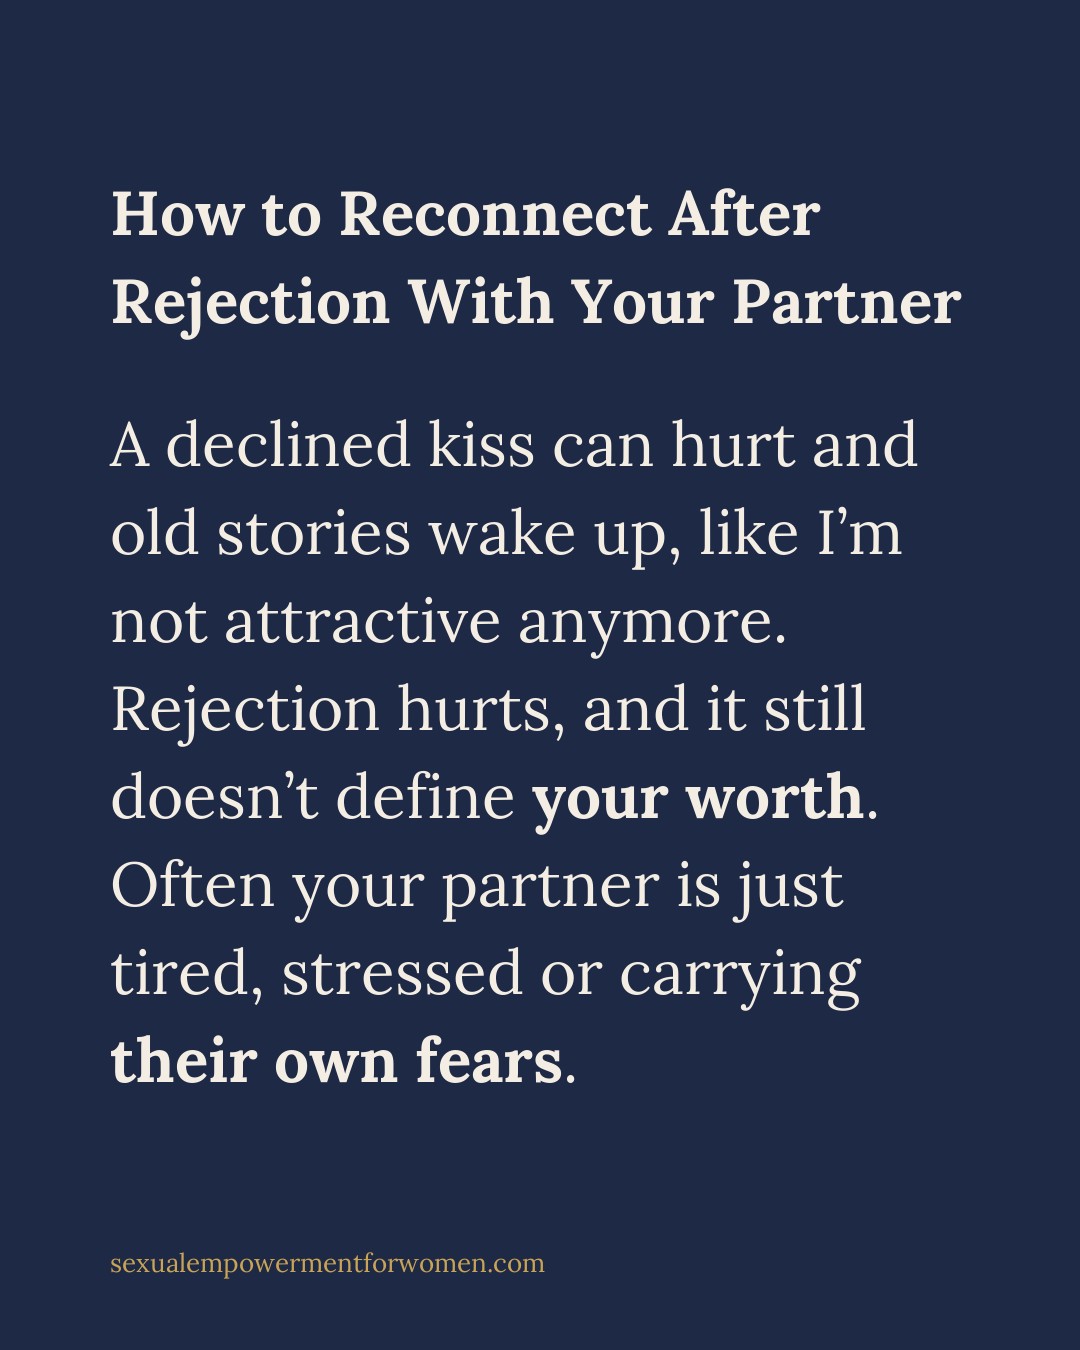 How to Reconnect After
Rejection With Your Partner
A declined kiss can hurt and
old stories wake up, like I’m
not attractive anymore.
Rejection hurts, and it still
doesn’t define your worth.
Often your partner is just
tired, stressed or carrying
their own fears.
sexualempowermentforwomen.com